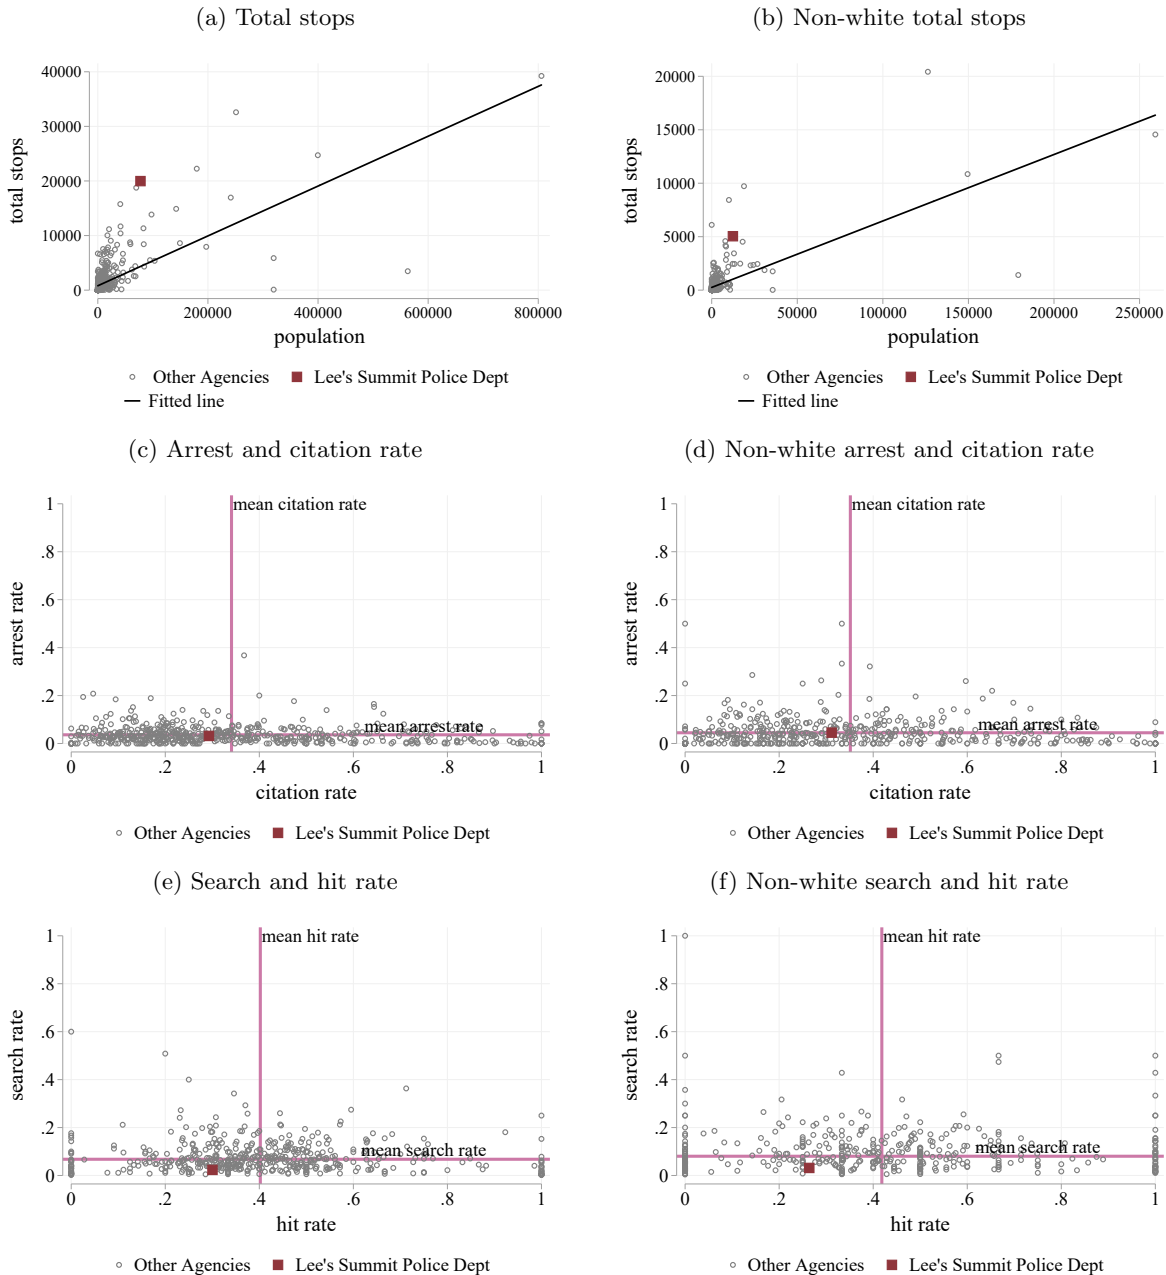 (a) Total stops
40000
30000
20000
10000
0
total stops
0 200000 400000 600000 800000
population
Other Agencies Lee's Summit Police Dept
Fitted line
(b) Non-white total stops
20000
15000
10000
5000
0
total stops
0 50000 100000 150000 200000 250000
population
Other Agencies Lee's Summit Police Dept
Fitted line
(c) Arrest and citation rate
1
.8
.6
.4
.2
0
arrest rate
mean citation rate
mean arrest rate
0 .2 .4 .6 .8 1
citation rate
Other Agencies Lee's Summit Police Dept
(d) Non-white arrest and citation rate
1
.8
.6
.4
.2
0
arrest rate
mean citation rate
mean arrest rate
0 .2 .4 .6 .8 1
citation rate
Other Agencies Lee's Summit Police Dept
(e) Search and hit rate
1
.8
.6
.4
.2
0
search rate
mean hit rate
mean search rate
0 .2 .4 .6 .8 1
hit rate
Other Agencies Lee's Summit Police Dept
(f) Non-white search and hit rate
1
.8
.6
.4
.2
0
search rate
mean hit rate
mean search rate
0 .2 .4 .6 .8 1
hit rate
Other Agencies Lee's Summit Police Dept